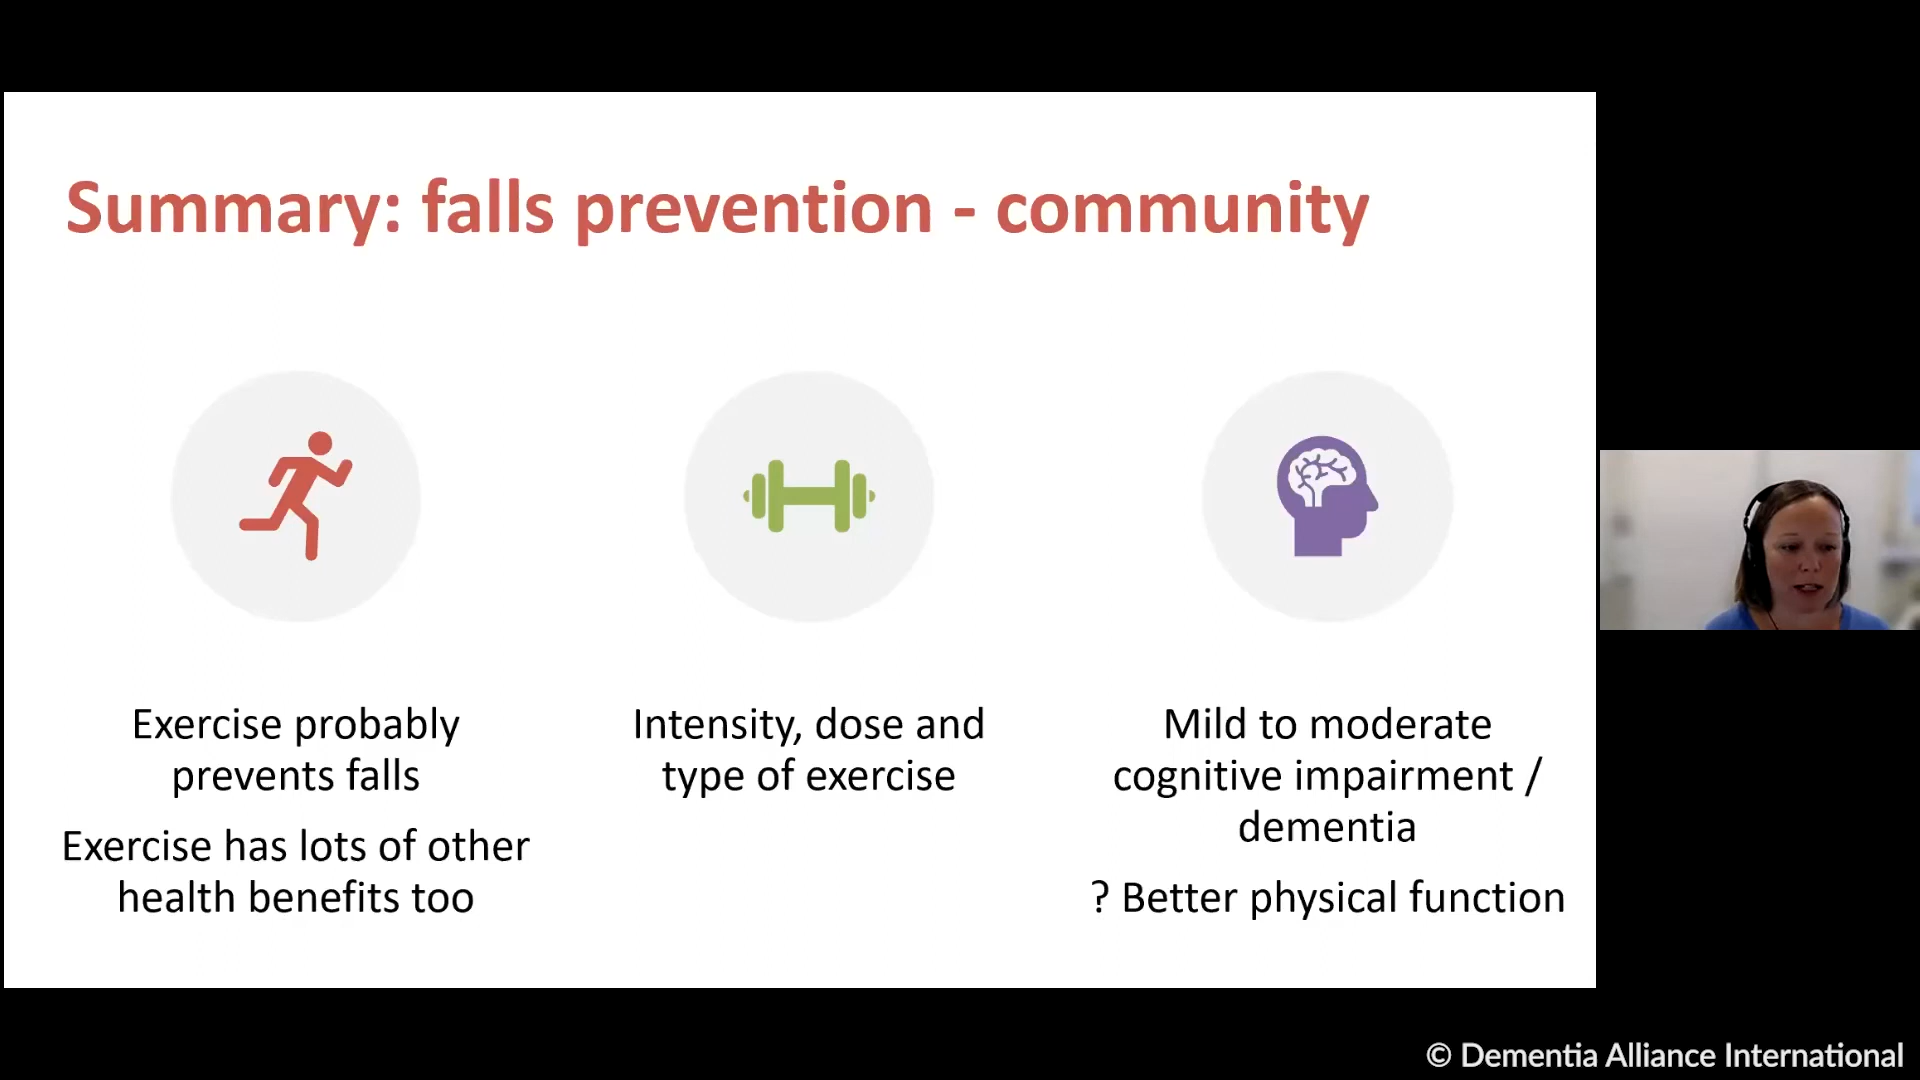 Summary: falls prevention - community
Exercise probably
prevents falls
Exercise has lots of other
health benefits too
Intensity, dose and
type of exercise
Mild to moderate
cognitive impairment /
dementia
? Better physical function
© Dementia Alliance International